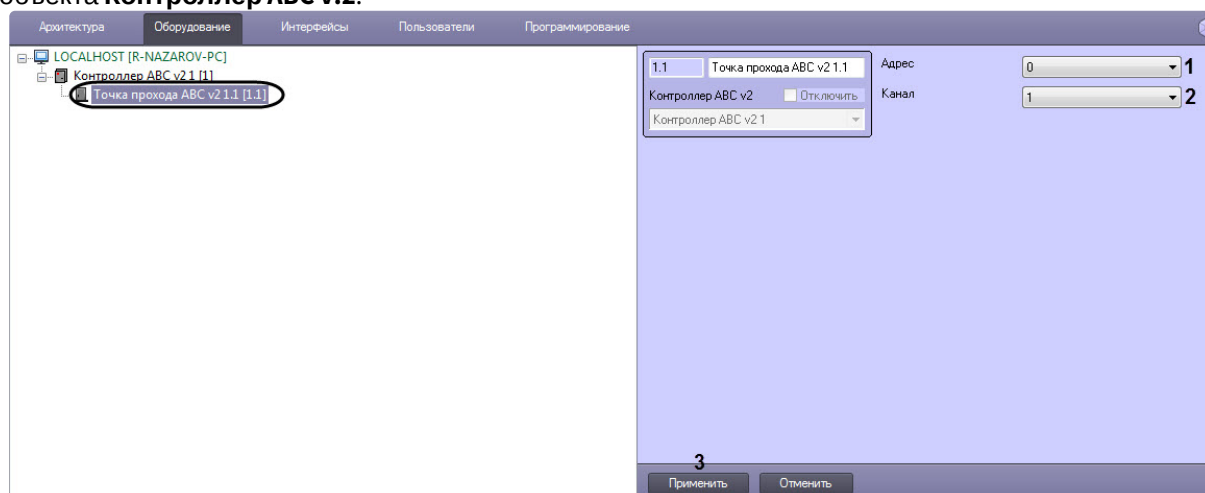 объекта Контроллер ABC v.2.
Архитектура Оборудование Интерфейсы Пользователи Программирование
LOCALHOST [R-NAZAROV-PC]
Контроллер ABC v2 1 [1]
Точка прохода ABC v2 1.1 [1.1]
1.1 Точка прохода ABC v2 1.1
Контроллер ABC v2 Отключить
Контроллер ABC v2 1
Адрес 0 1
Канал 1 2
3
Применить Отменить